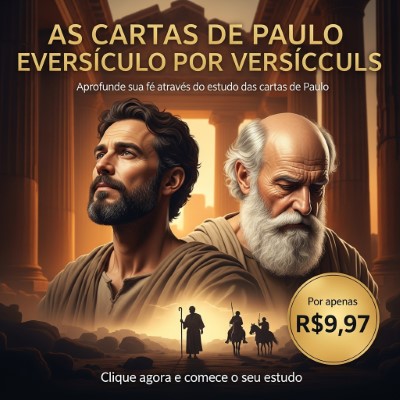 AS CARTAS DE PAULO
EVERSÍCULO POR VERSÍCCULS
Aprofunde sua fé através do estudo das cartas de Paulo
Por apenas
R$9,97
Clique agora e comece o seu estudo